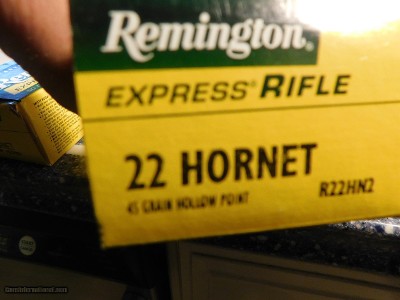 Remington®
EXPRESS® RIFLE
22 HORNET
45 GRAIN HOLLOW POINT
R22HN2